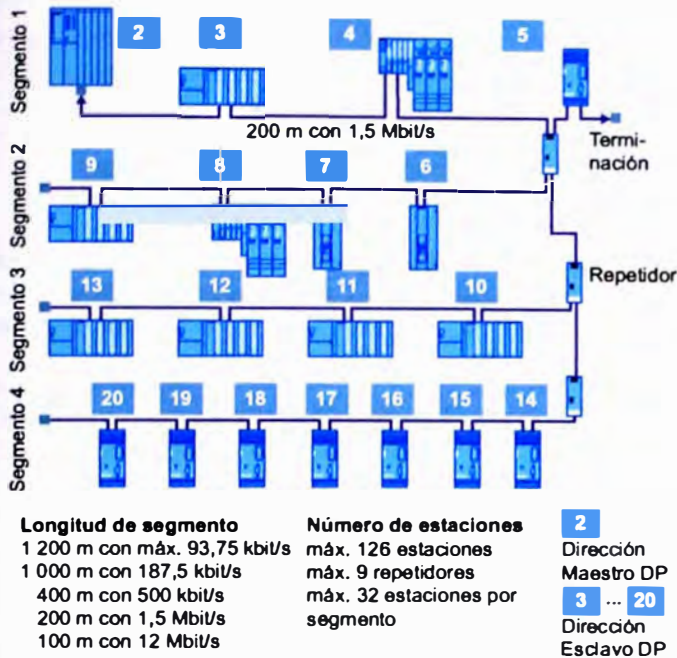 Segmento 1
2
3
4
5
200 m con 1,5 Mbit/s
Termi-
nación
Segmento 2
9
8
7
6
Repetidor
Segmento 3
13
12
11
10
Segmento 4
20
19
18
17
16
15
14
Longitud de segmento
1 200 m con máx. 93,75 kbit/s
1 000 m con 187,5 kbit/s
400 m con 500 kbit/s
200 m con 1,5 Mbit/s
100 m con 12 Mbit/s
Número de estaciones
máx. 126 estaciones
máx. 9 repetidores
máx. 32 estaciones por
segmento
2
Dirección
Maestro DP
3 ... 20
Dirección
Esclavo DP